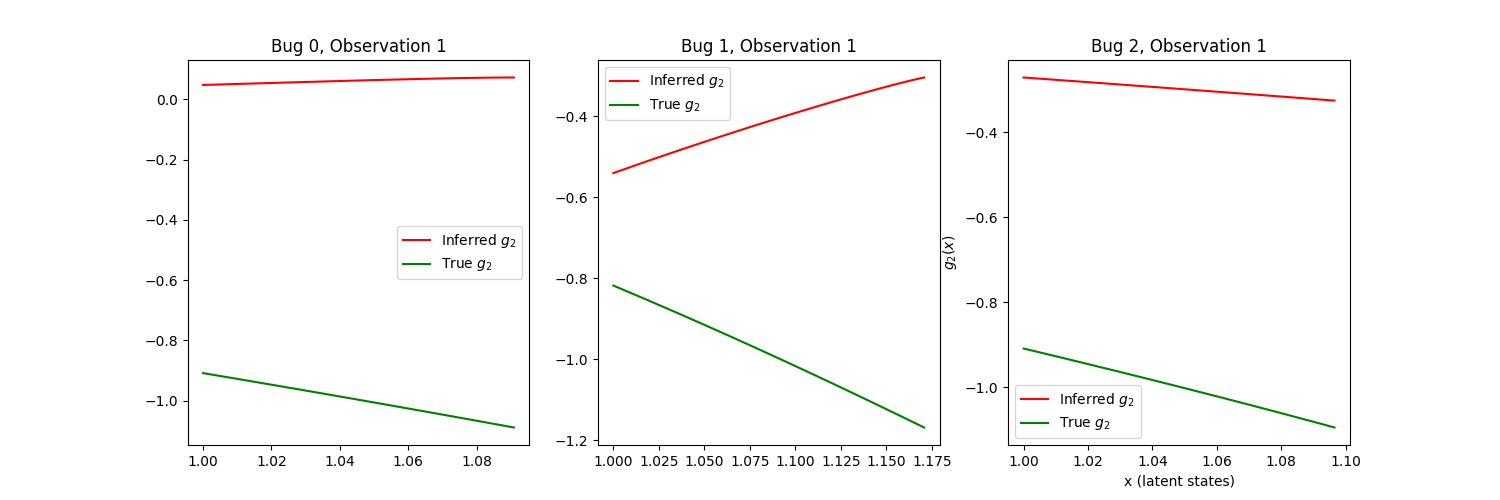 Bug 0, Observation 1
0.0
−0.2
−0.4
−0.6
−0.8
−1.0
Inferred g₂
True g₂
1.00 1.02 1.04 1.06 1.08
Bug 1, Observation 1
Inferred g₂
True g₂
−0.4
−0.6
−0.8
−1.0
−1.2
1.000 1.025 1.050 1.075 1.100 1.125 1.150 1.175
Bug 2, Observation 1
g₂(x)
−0.4
−0.6
−0.8
−1.0
Inferred g₂
True g₂
1.00 1.02 1.04 1.06 1.08 1.10
x (latent states)